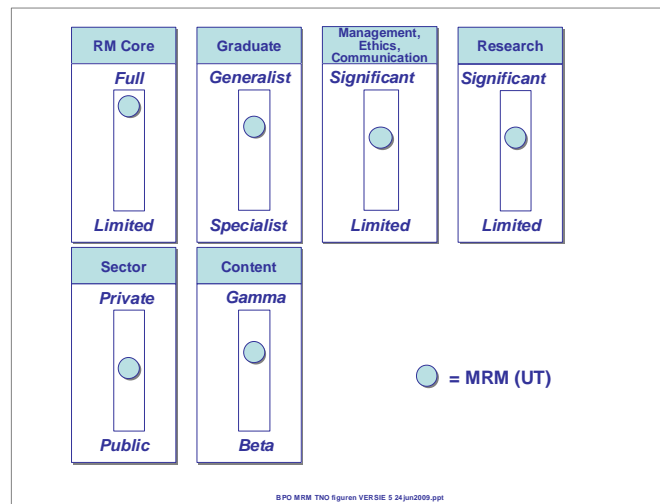 RM Core
Full
Limited
Graduate
Generalist
Specialist
Management,
Ethics,
Communication
Significant
Limited
Research
Significant
Limited
Sector
Private
Public
Content
Gamma
Beta
= MRM (UT)
BPO MRM TNO figuren VERSIE 5 24jun2009.ppt